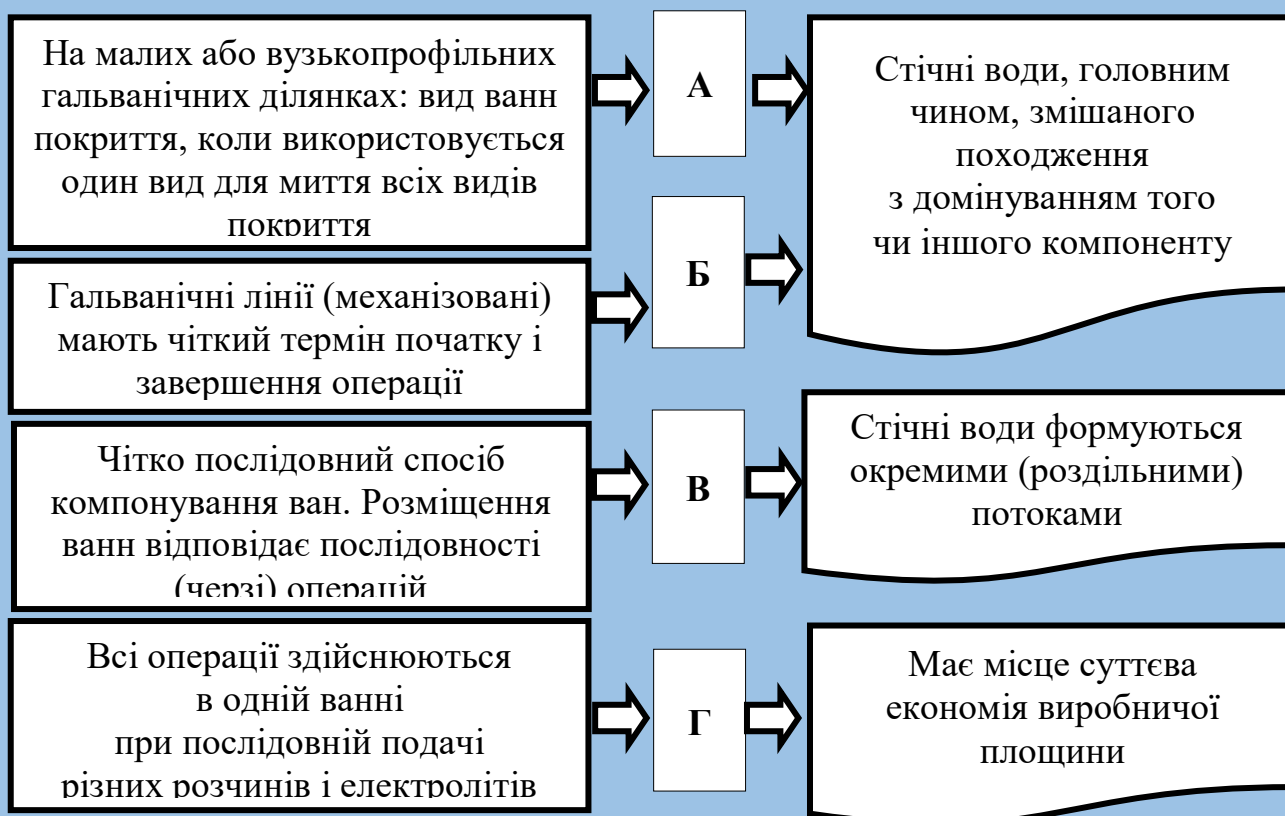 На малих або вузькопрофільних
гальванічних ділянках: вид ванн
покриття, коли використовується
один вид для миття всіх видів
покриття
А
Стічні води, головним
чином, змішаного
походження
з домінуванням того
чи іншого компоненту
Гальванічні лінії (механізовані)
мають чіткий термін початку і
завершення операції
Б
Чітко послідовний спосіб
компонування ван. Розміщення
ванн відповідає послідовності
(черзі) операцій
В
Стічні води формуються
окремими (роздільними)
потоками
Всі операції здійснюються
в одній ванні
при послідовній подачі
різних розчинів і електролітів
Г
Має місце суттєва
економія виробничої
площини